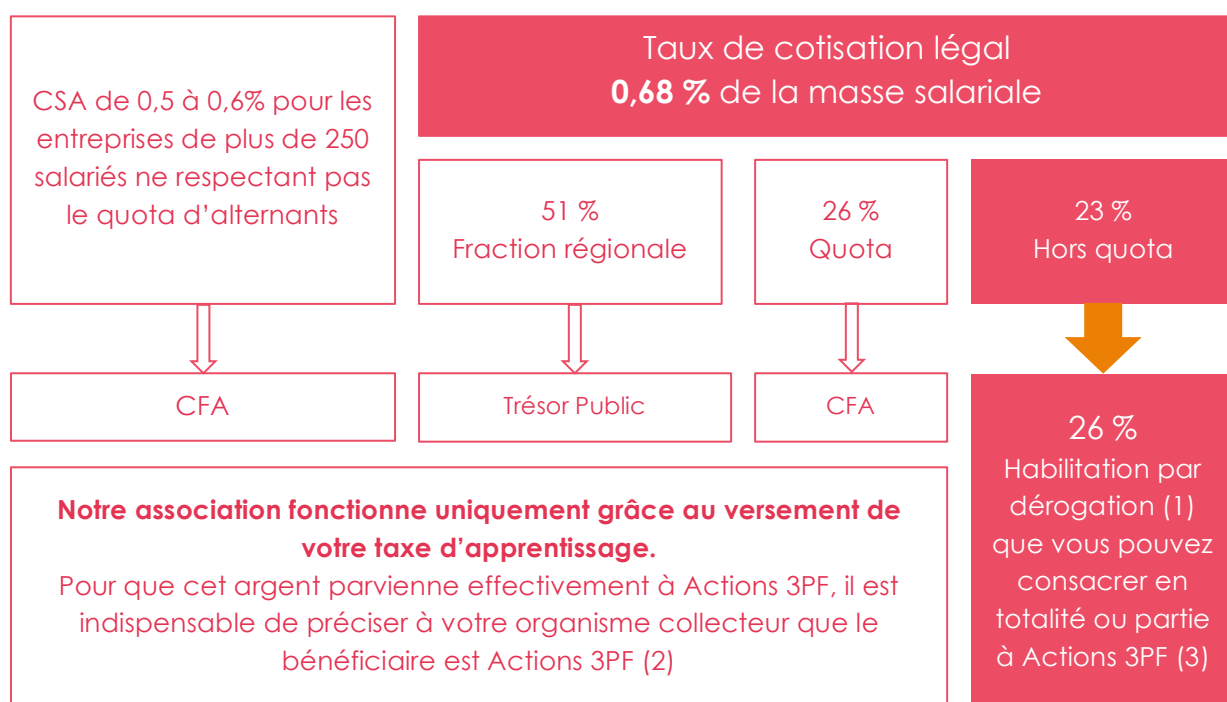 CSA de 0,5 à 0,6% pour les
entreprises de plus de 250
salariés ne respectant pas
le quota d’alternants
Taux de cotisation légal
0,68 % de la masse salariale
51 %
Fraction régionale
26 %
Quota
23 %
Hors quota
CFA
Trésor Public
CFA
26 %
Habilitation par
dérogation (1)
que vous pouvez
consacrer en
totalité ou partie
à Actions 3PF (3)
Notre association fonctionne uniquement grâce au versement de
votre taxe d’apprentissage.
Pour que cet argent parvienne effectivement à Actions 3PF, il est
indispensable de préciser à votre organisme collecteur que le
bénéficiaire est Actions 3PF (2)